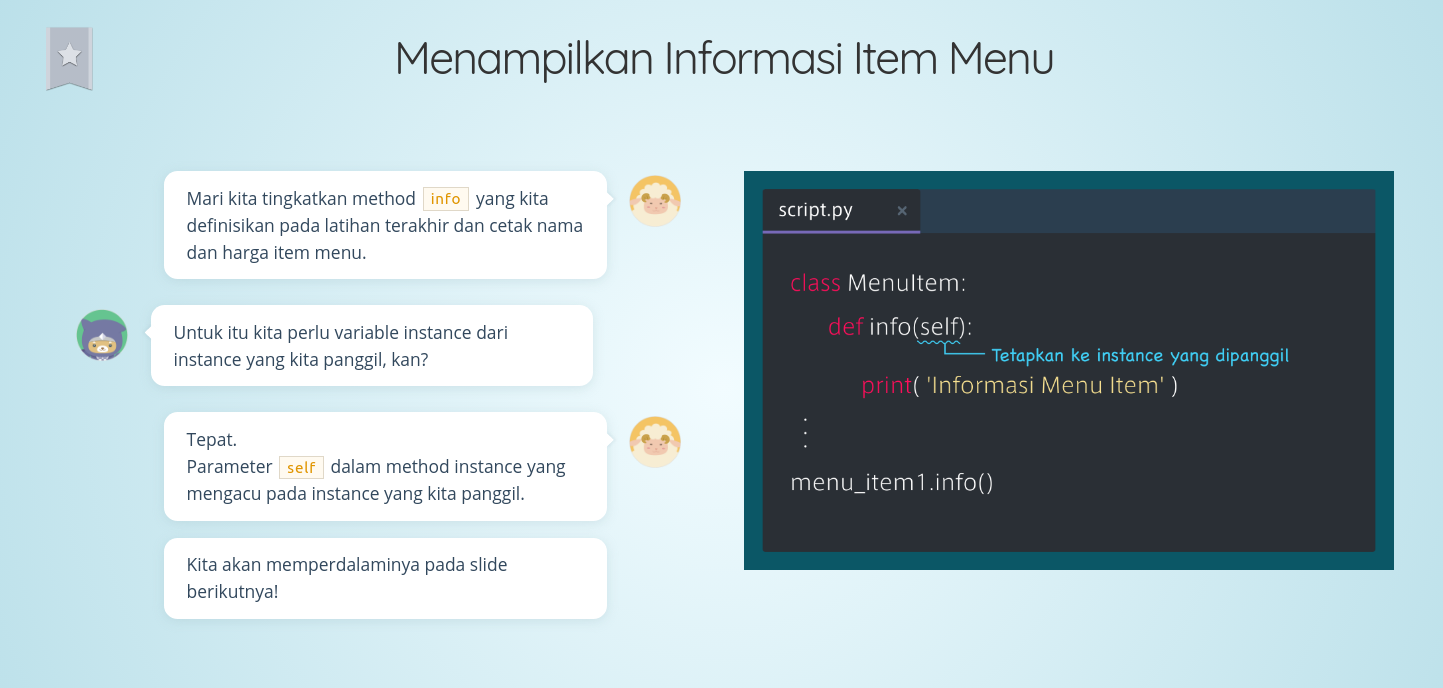 Menampilkan Informasi Item Menu
Mari kita tingkatkan method info yang kita
definisikan pada latihan terakhir dan cetak nama
dan harga item menu.
Untuk itu kita perlu variable instance dari
instance yang kita panggil, kan?
Tepat.
Parameter self dalam method instance yang
mengacu pada instance yang kita panggil.
Kita akan memperdalaminya pada slide
berikutnya!
script.py ×
class MenuItem:
def info(self):
Tetapkan ke instance yang dipanggil
print( 'Informasi Menu Item' )
menu_item1.info()